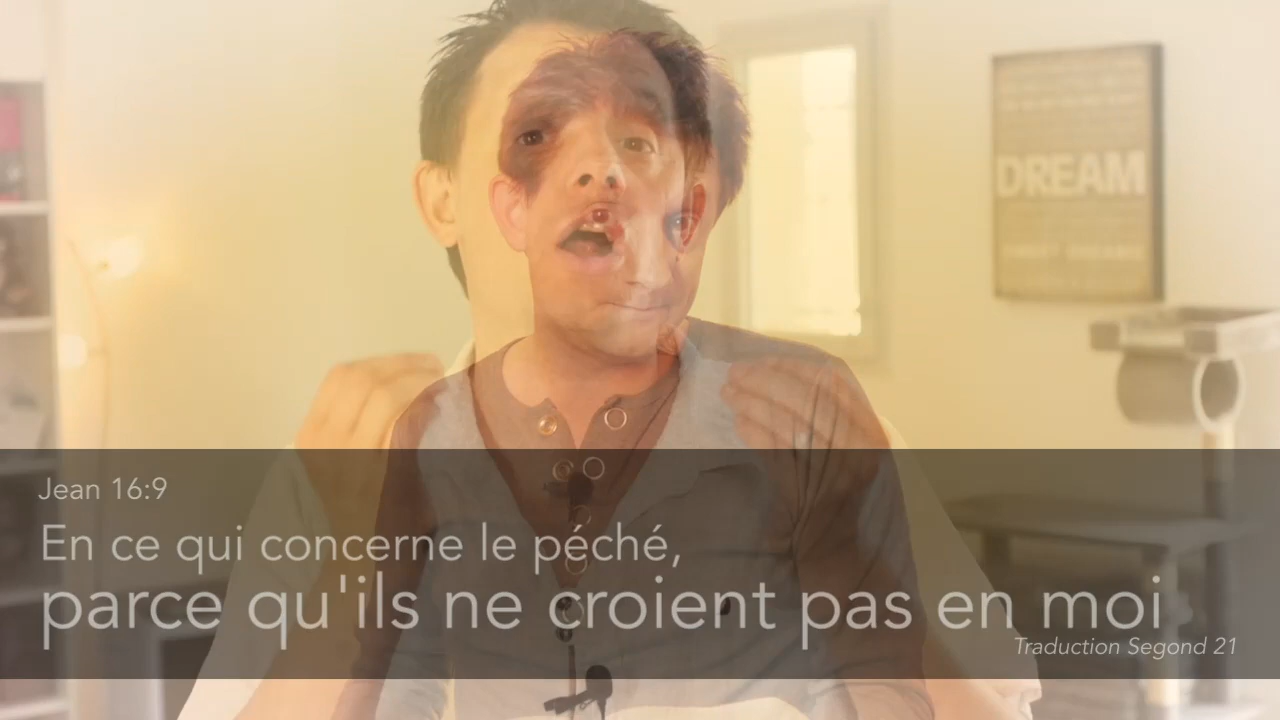 DREAM
Jean 16:9
En ce qui concerne le péché,
parce qu'ils ne croient pas en moi
Traduction Segond 21